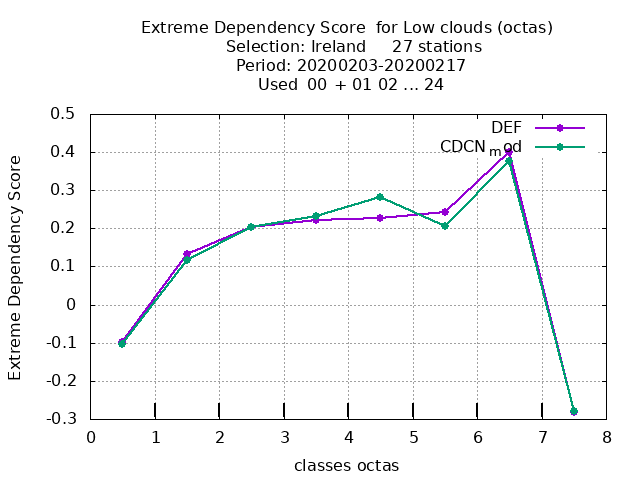 Extreme Dependency Score  for Low clouds (octas)
Selection: Ireland     27 stations
Period: 20200203-20200217
Used  00  + 01 02 ... 24
0.5
DEF
0.4
CDCN_mod
0.3
0.2
0.1
0
-0.1
-0.2
-0.3
Extreme Dependency Score
0 1 2 3 4 5 6 7 8
classes octas